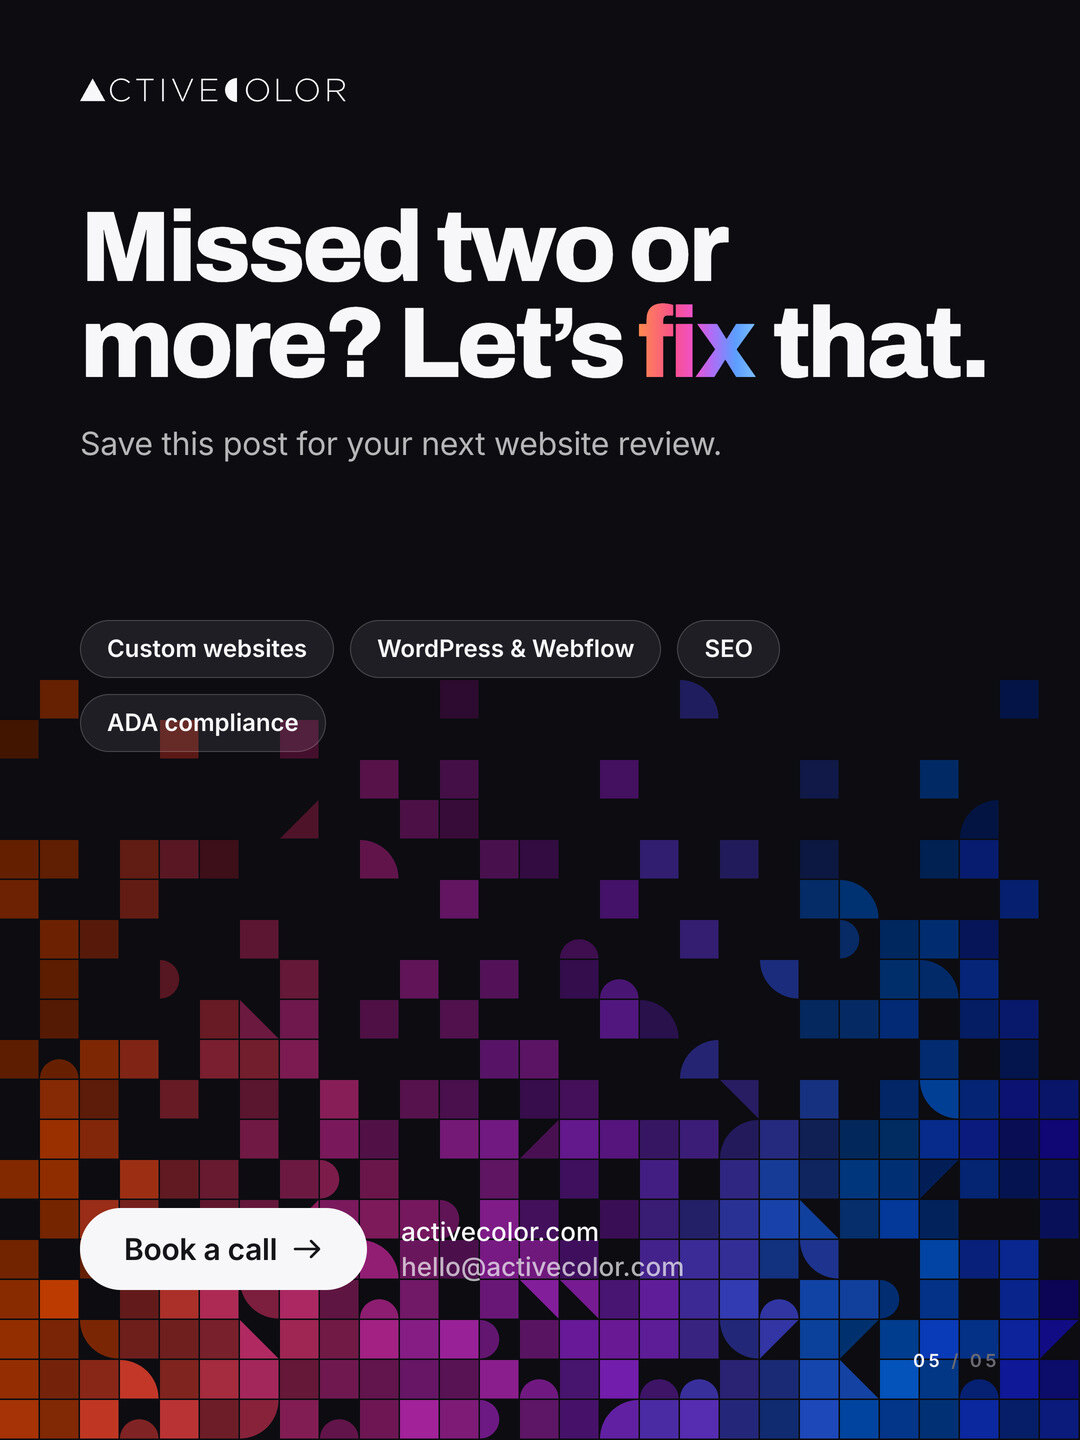 ACTIVECOLOR
Missed two or
more? Let’s fix that.
Save this post for your next website review.
Custom websites
WordPress & Webflow
SEO
ADA compliance
Book a call →
activecolor.com
hello@activecolor.com
05 / 05